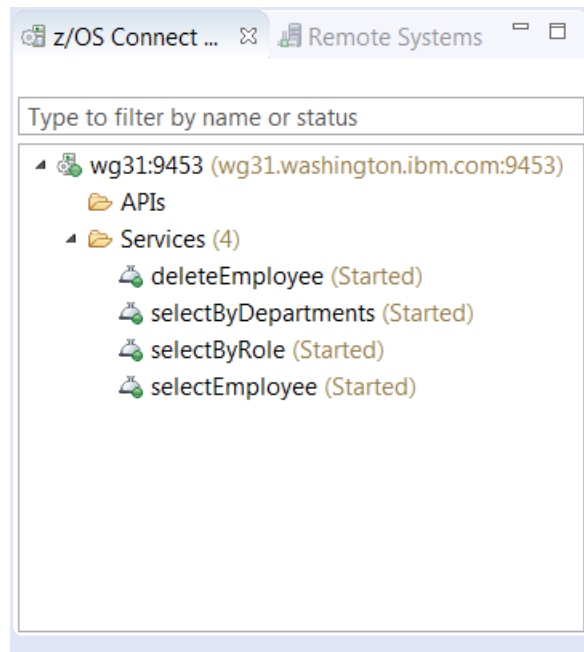 z/OS Connect ... Remote Systems
Type to filter by name or status
wg31:9453 (wg31.washington.ibm.com:9453)
APIs
Services (4)
deleteEmployee (Started)
selectByDepartments (Started)
selectByRole (Started)
selectEmployee (Started)